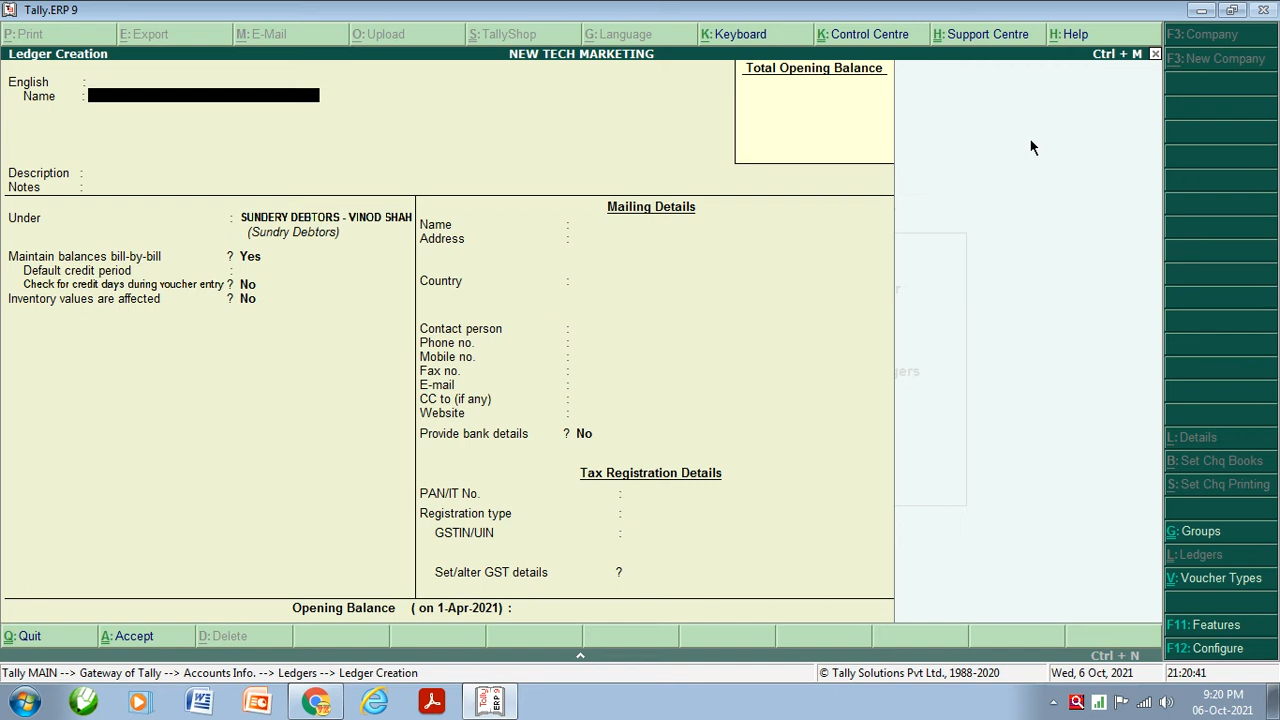 Tally.ERP 9
P: Print E: Export M: E-Mail O: Upload S: TallyShop G: Language K: Keyboard K: Control Centre H: Support Centre H: Help
F3: Company
Ledger Creation NEW TECH MARKETING Ctrl + M
F3: New Company
Total Opening Balance
English :
Name :
Description :
Notes :
Under : SUNDERY DEBTORS - VINOD SHAH
(Sundry Debtors)
Maintain balances bill-by-bill ? Yes
Default credit period :
Check for credit days during voucher entry ? No
Inventory values are affected ? No
Mailing Details
Name :
Address :
Country :
Contact person :
Phone no. :
Mobile no. :
Fax no. :
E-mail :
CC to (if any) :
Website :
Provide bank details ? No
Tax Registration Details
PAN/IT No. :
Registration type :
GSTIN/UIN :
Set/alter GST details ?
Opening Balance ( on 1-Apr-2021) :
L: Details
B: Set Chq Books
S: Set Chq Printing
G: Groups
L: Ledgers
V: Voucher Types
F11: Features
F12: Configure
Q: Quit A: Accept D: Delete
Ctrl + N
Tally MAIN --> Gateway of Tally --> Accounts Info. --> Ledgers --> Ledger Creation © Tally Solutions Pvt Ltd., 1988-2020 Wed, 6 Oct, 2021 21:20:41
Tally ERP 9
9:20 PM
06-Oct-2021